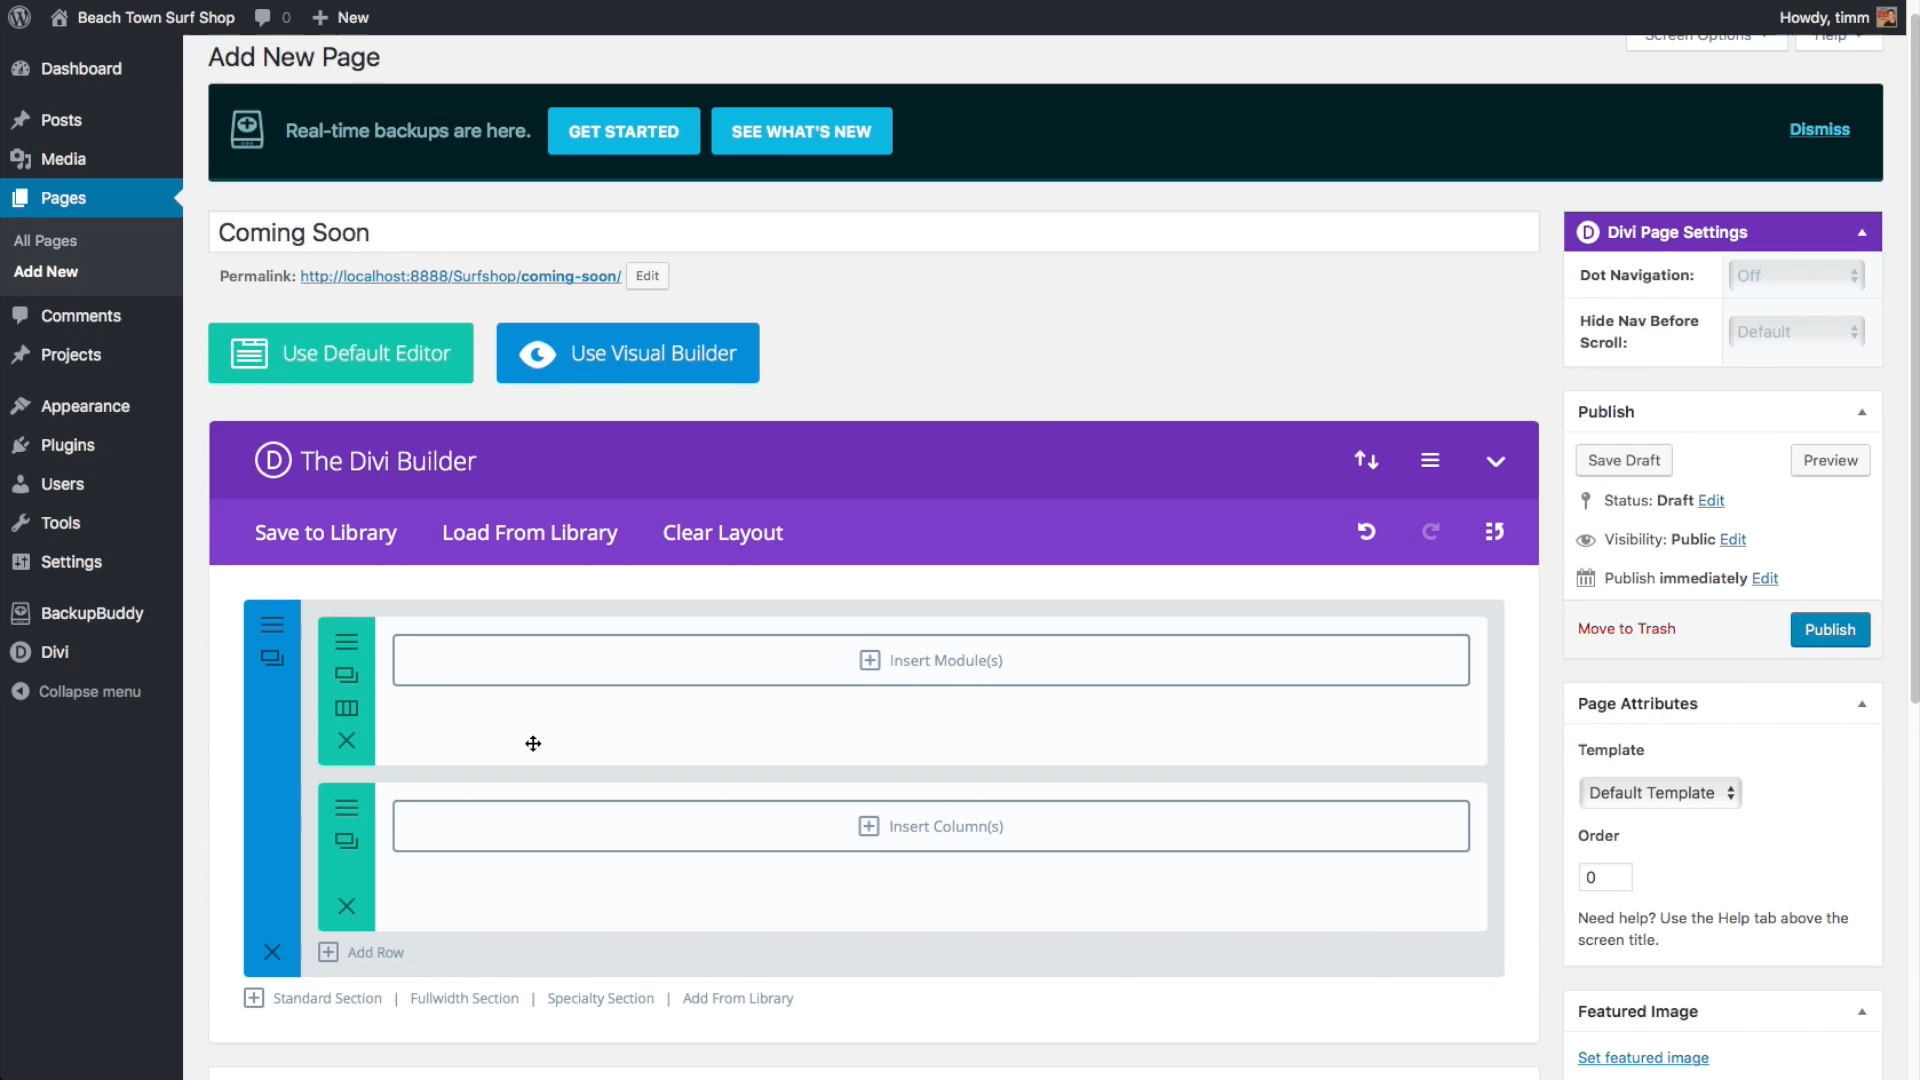 Beach Town Surf Shop 0 New Howdy, timm
Screen Options Help
Add New Page
Dashboard
Posts
Media
Pages
All Pages
Add New
Comments
Projects
Appearance
Plugins
Users
Tools
Settings
BackupBuddy
Divi
Collapse menu
Real-time backups are here. GET STARTED SEE WHAT'S NEW Dismiss
Coming Soon
Permalink: http://localhost:8888/Surfshop/coming-soon/ Edit
Use Default Editor Use Visual Builder
D The Divi Builder
Save to Library Load From Library Clear Layout
Insert Module(s)
Insert Column(s)
Add Row
Standard Section | Fullwidth Section | Specialty Section | Add From Library
D Divi Page Settings
Dot Navigation: Off
Hide Nav Before
Scroll:
Default
Publish
Save Draft Preview
Status: Draft Edit
Visibility: Public Edit
Publish immediately Edit
Move to Trash Publish
Page Attributes
Template
Default Template
Order
0
Need help? Use the Help tab above the
screen title.
Featured Image
Set featured image